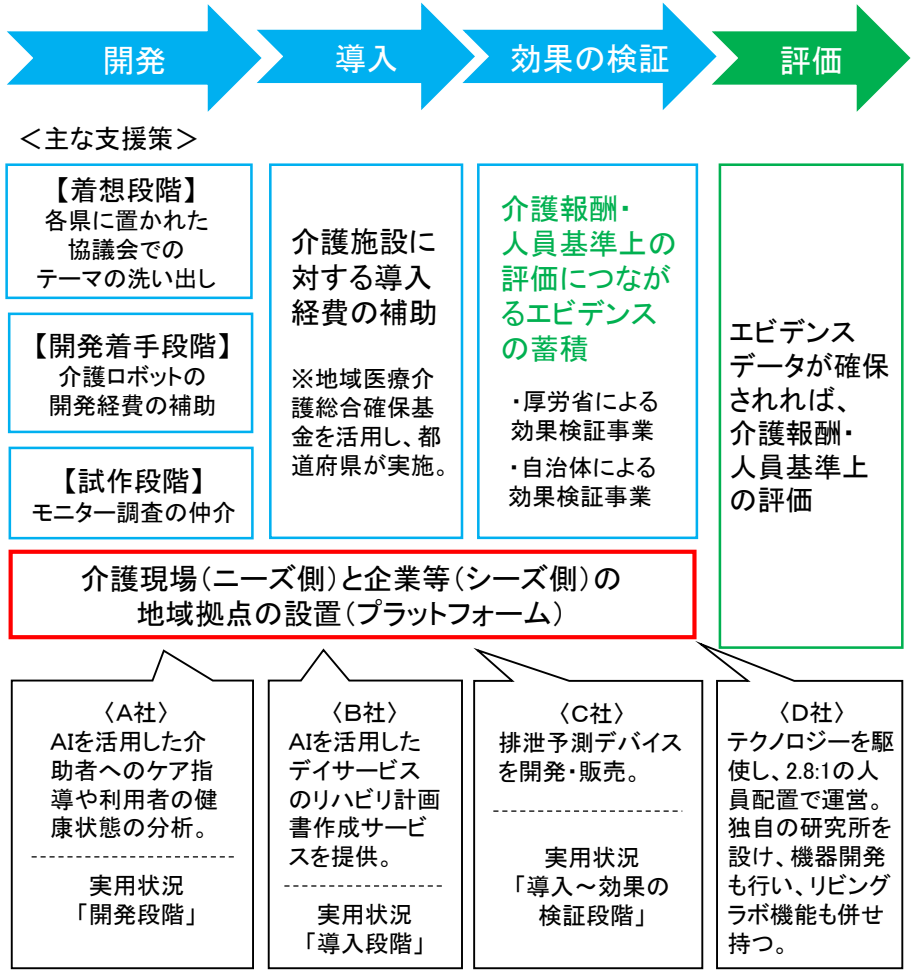 開発
導入
効果の検証
評価
＜主な支援策＞
【着想段階】
各県に置かれた
協議会での
テーマの洗い出し
【開発着手段階】
介護ロボットの
開発経費の補助
【試作段階】
モニター調査の仲介
介護施設に
対する導入
経費の補助
※地域医療介
護総合確保基
金を活用し、都
道府県が実施。
介護報酬・
人員基準上の
評価につなが
るエビデンス
の蓄積
・厚労省による
効果検証事業
・自治体による
効果検証事業
エビデンス
データが確保
されれば、
介護報酬・
人員基準上
の評価
介護現場（ニーズ側）と企業等（シーズ側）の
地域拠点の設置（プラットフォーム）
〈Ａ社〉
AIを活用した介
助者へのケア指
導や利用者の健
康状態の分析。
実用状況
「開発段階」
〈Ｂ社〉
AIを活用した
デイサービス
のリハビリ計画
書作成サービ
スを提供。
実用状況
「導入段階」
〈Ｃ社〉
排泄予測デバイス
を開発・販売。
実用状況
「導入～効果の
検証段階」
〈Ｄ社〉
テクノロジーを駆
使し、2.8:1の人
員配置で運営。
独自の研究所を
設け、機器開発
も行い、リビング
ラボ機能も併せ
持つ。